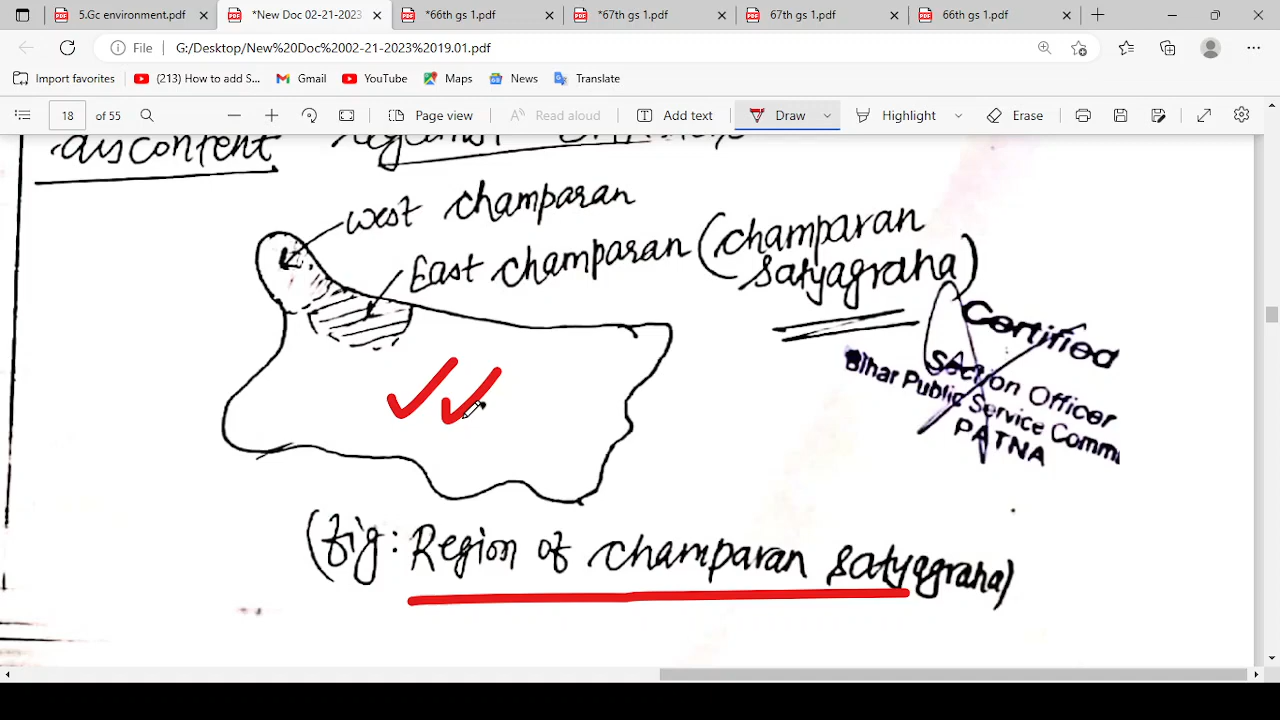 5.Gc environment.pdf
*New Doc 02-21-2023
*66th gs 1.pdf
*67th gs 1.pdf
67th gs 1.pdf
66th gs 1.pdf
File
G:/Desktop/New%20Doc%2002-21-2023%2019.01.pdf
Import favorites
(213) How to add S...
Gmail
YouTube
Maps
News
Translate
18 of 55
Page view
Read aloud
Add text
Draw
Highlight
Erase
discontent
West champaran
East champaran (champaran
satyagraha)
Certified
Section Officer
Bihar Public Service Comm
PATNA
(fig: Region of champaran satyagraha)